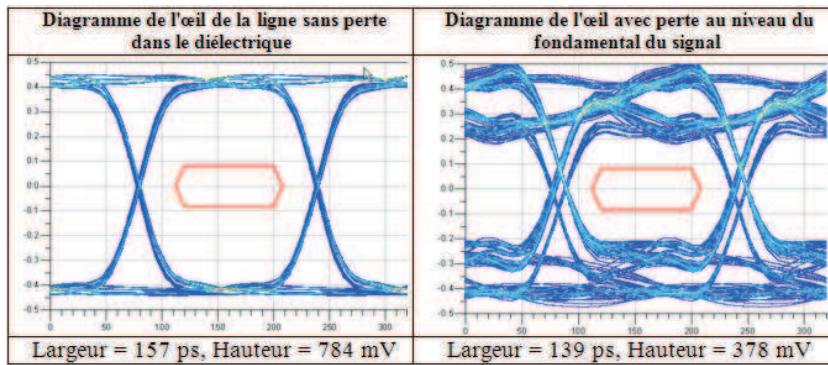 Diagramme de l'œil de la ligne sans perte
dans le diélectrique
Diagramme de l'œil avec perte au niveau du
fondamental du signal
0.5
0.4
0.3
0.2
0.1
0.0
-0.1
-0.2
-0.3
-0.4
-0.5
0 50 100 150 200 250 300
0.5
0.4
0.3
0.2
0.1
0.0
-0.1
-0.2
-0.3
-0.4
-0.5
0 50 100 150 200 250 300
Largeur = 157 ps, Hauteur = 784 mV
Largeur = 139 ps, Hauteur = 378 mV